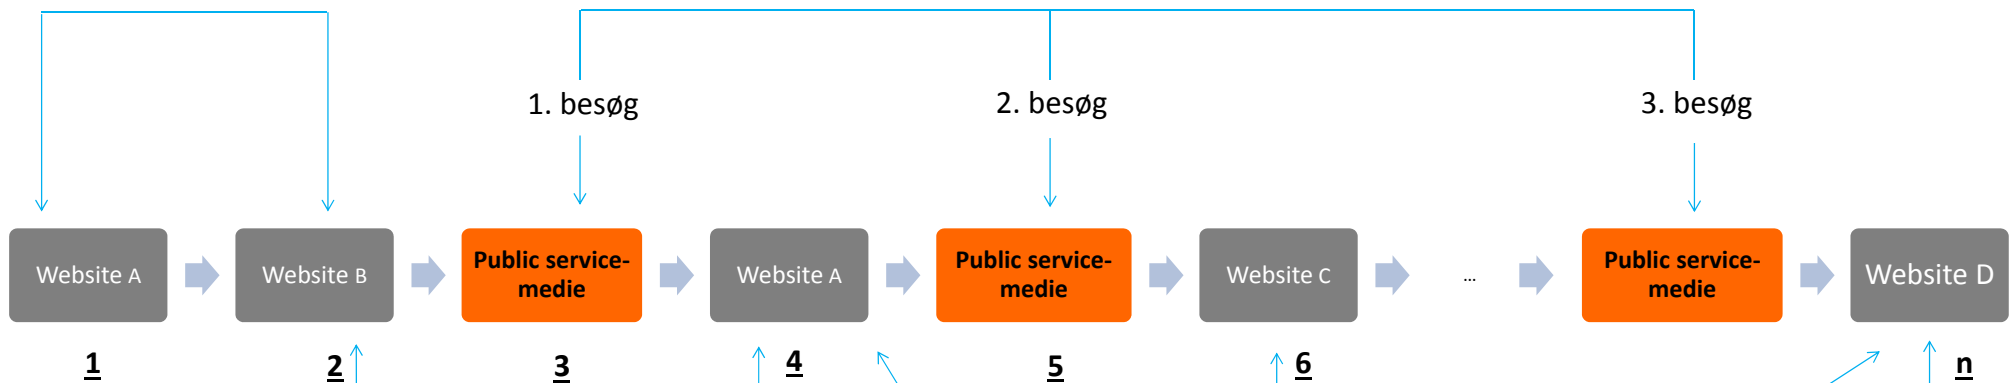 1. besøg
2. besøg
3. besøg
Website A
Website B
Public service-
medie
Website A
Public service-
medie
Website C
...
Public service-
medie
Website D
1
2
3
4
5
6
n